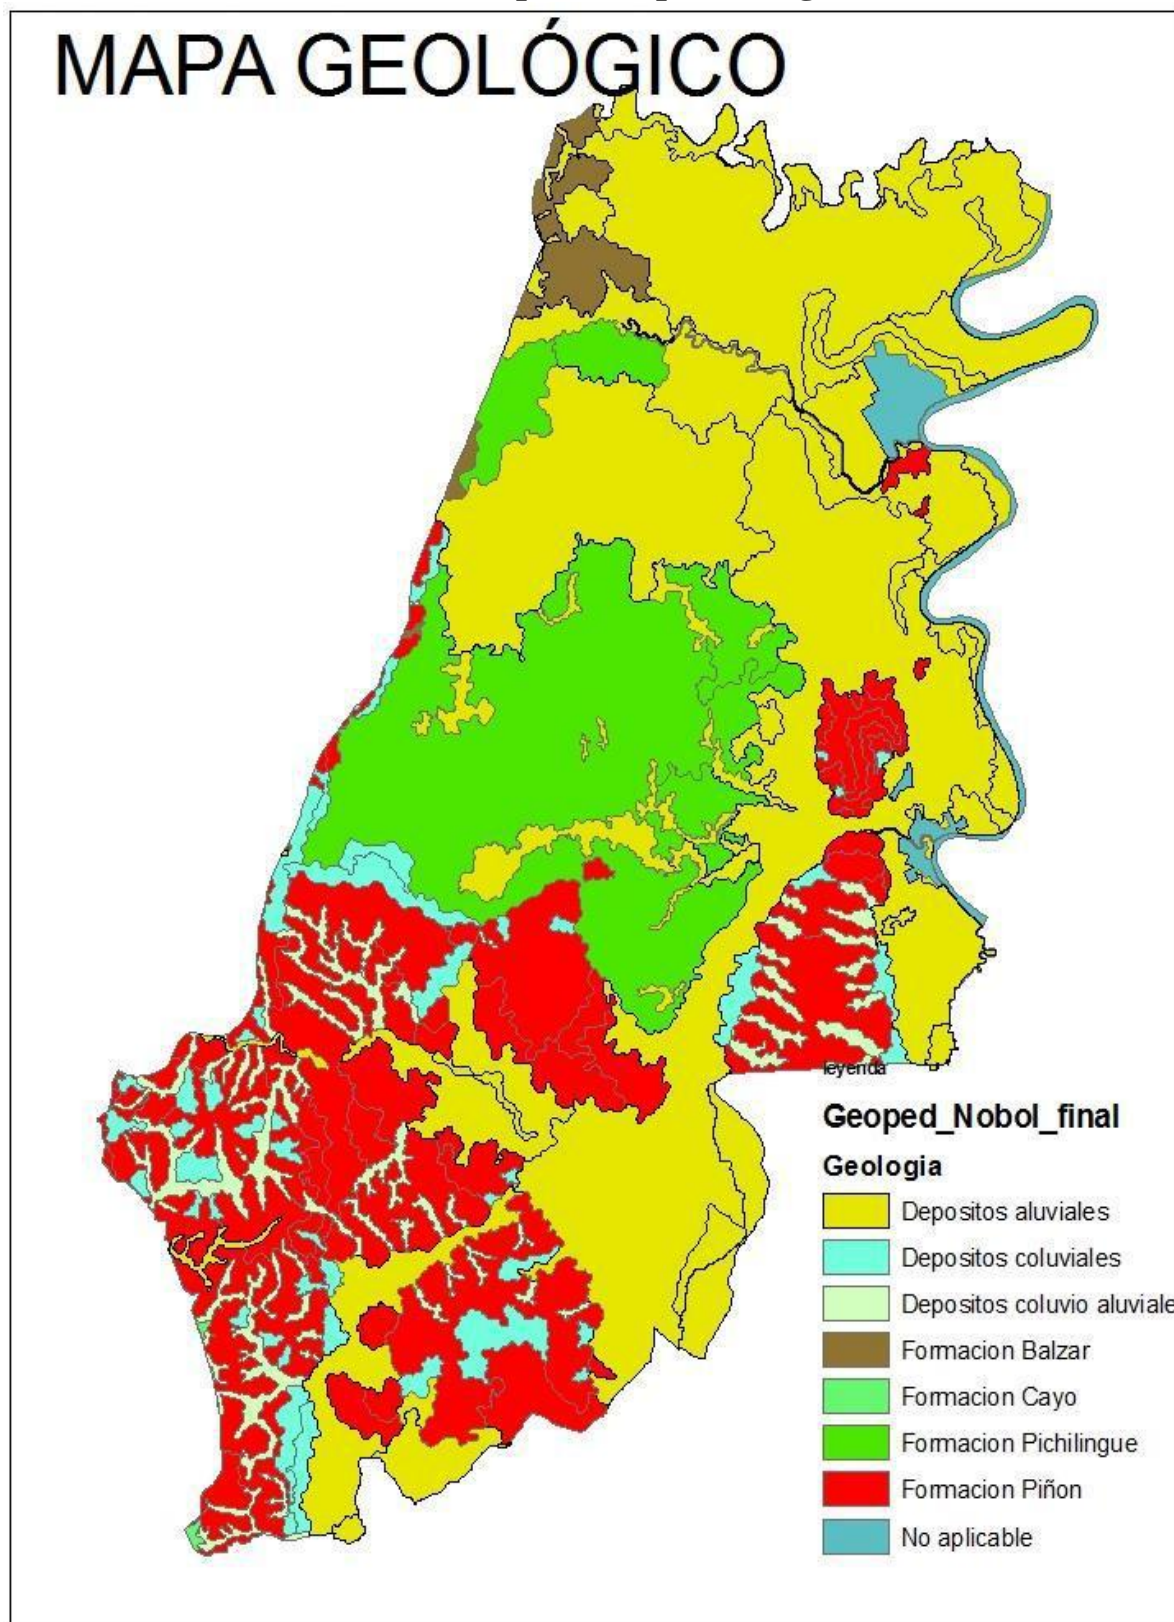 MAPA GEOLÓGICO
leyenda
Geoped_Nobol_final
Geologia
Depositos aluviales
Depositos coluviales
Depositos coluvio aluviale
Formacion Balzar
Formacion Cayo
Formacion Pichilingue
Formacion Piñon
No aplicable